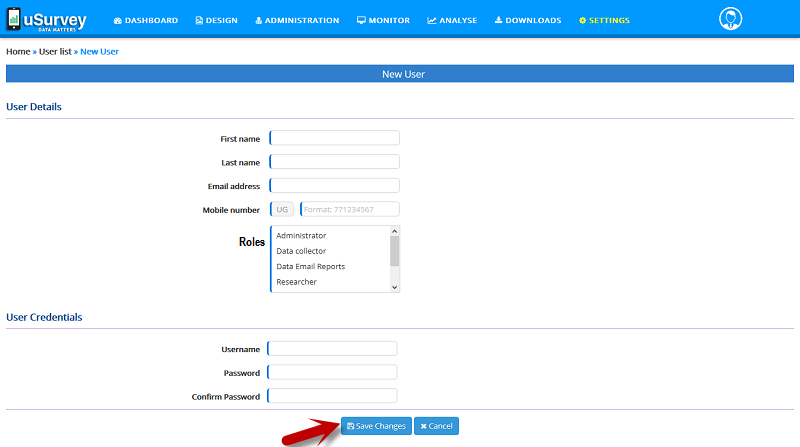 uSurvey
DATA MATTERS
DASHBOARD DESIGN ADMINISTRATION MONITOR ANALYSE DOWNLOADS SETTINGS
Home » User list » New User
New User
User Details
First name
Last name
Email address
Mobile number UG Format: 771234567
Roles
Administrator
Data collector
Data Email Reports
Researcher
User Credentials
Username
Password
Confirm Password
Save Changes Cancel